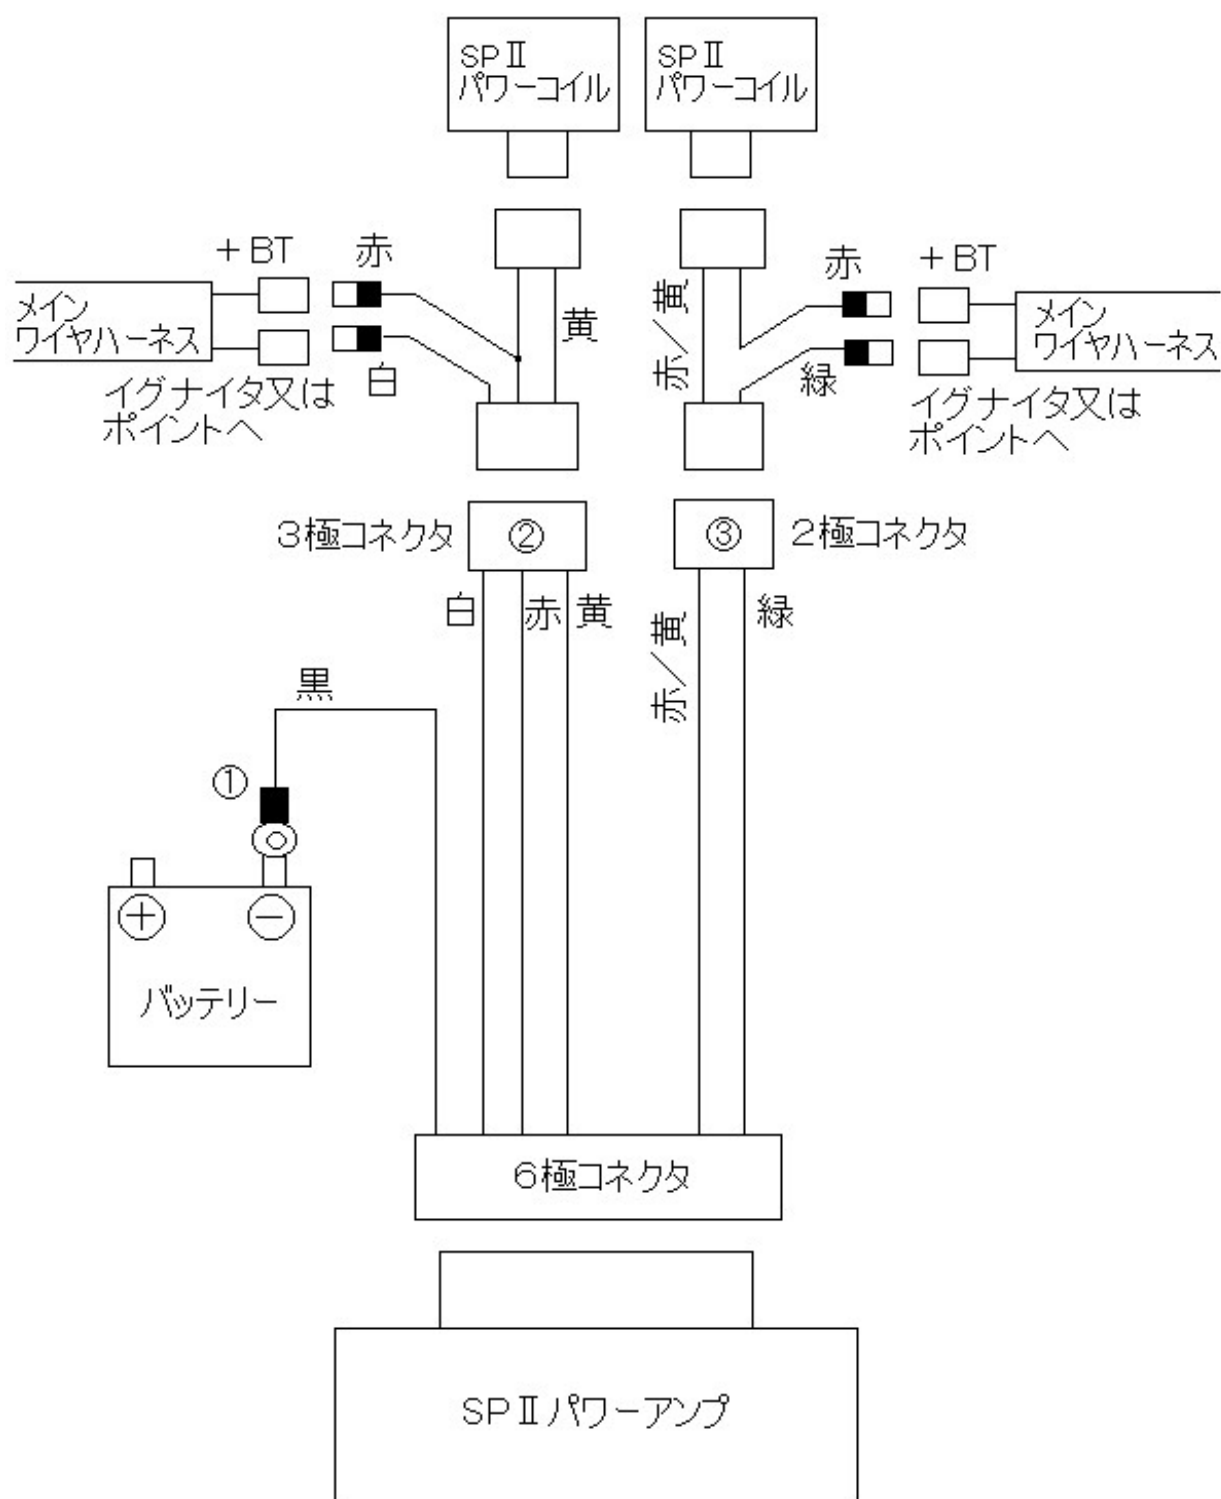 SPⅡ
パワーコイル
SPⅡ
パワーコイル
+BT
赤
メイン
ワイヤハーネス
白
イグナイタ又は
ポイントへ
黄
赤/黄
赤
+BT
メイン
ワイヤハーネス
緑
イグナイタ又は
ポイントへ
3極コネクタ
②
③
2極コネクタ
白
赤
黄
赤/黄
緑
黒
①
+
−
バッテリー
6極コネクタ
SPⅡパワーアンプ